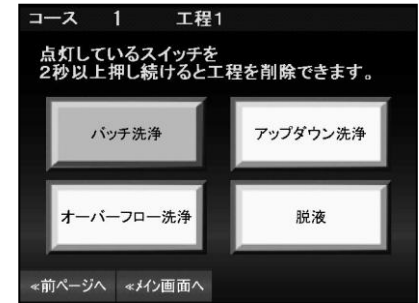 コース 1 工程1
点灯しているスイッチを
2秒以上押し続けると工程を削除できます。
バッチ洗浄 アップダウン洗浄
オーバーフロー洗浄 脱液
≪前ページへ ≪メイン画面へ